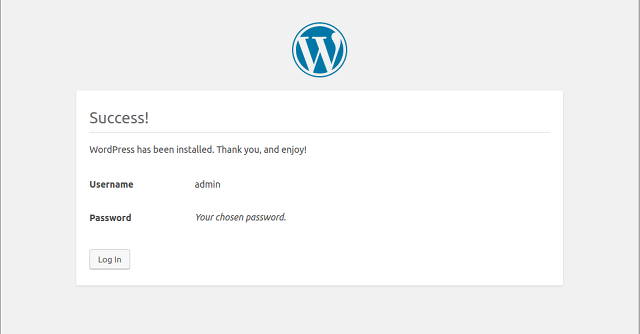 Success!
WordPress has been installed. Thank you, and enjoy!
Username admin
Password Your chosen password.
Log In